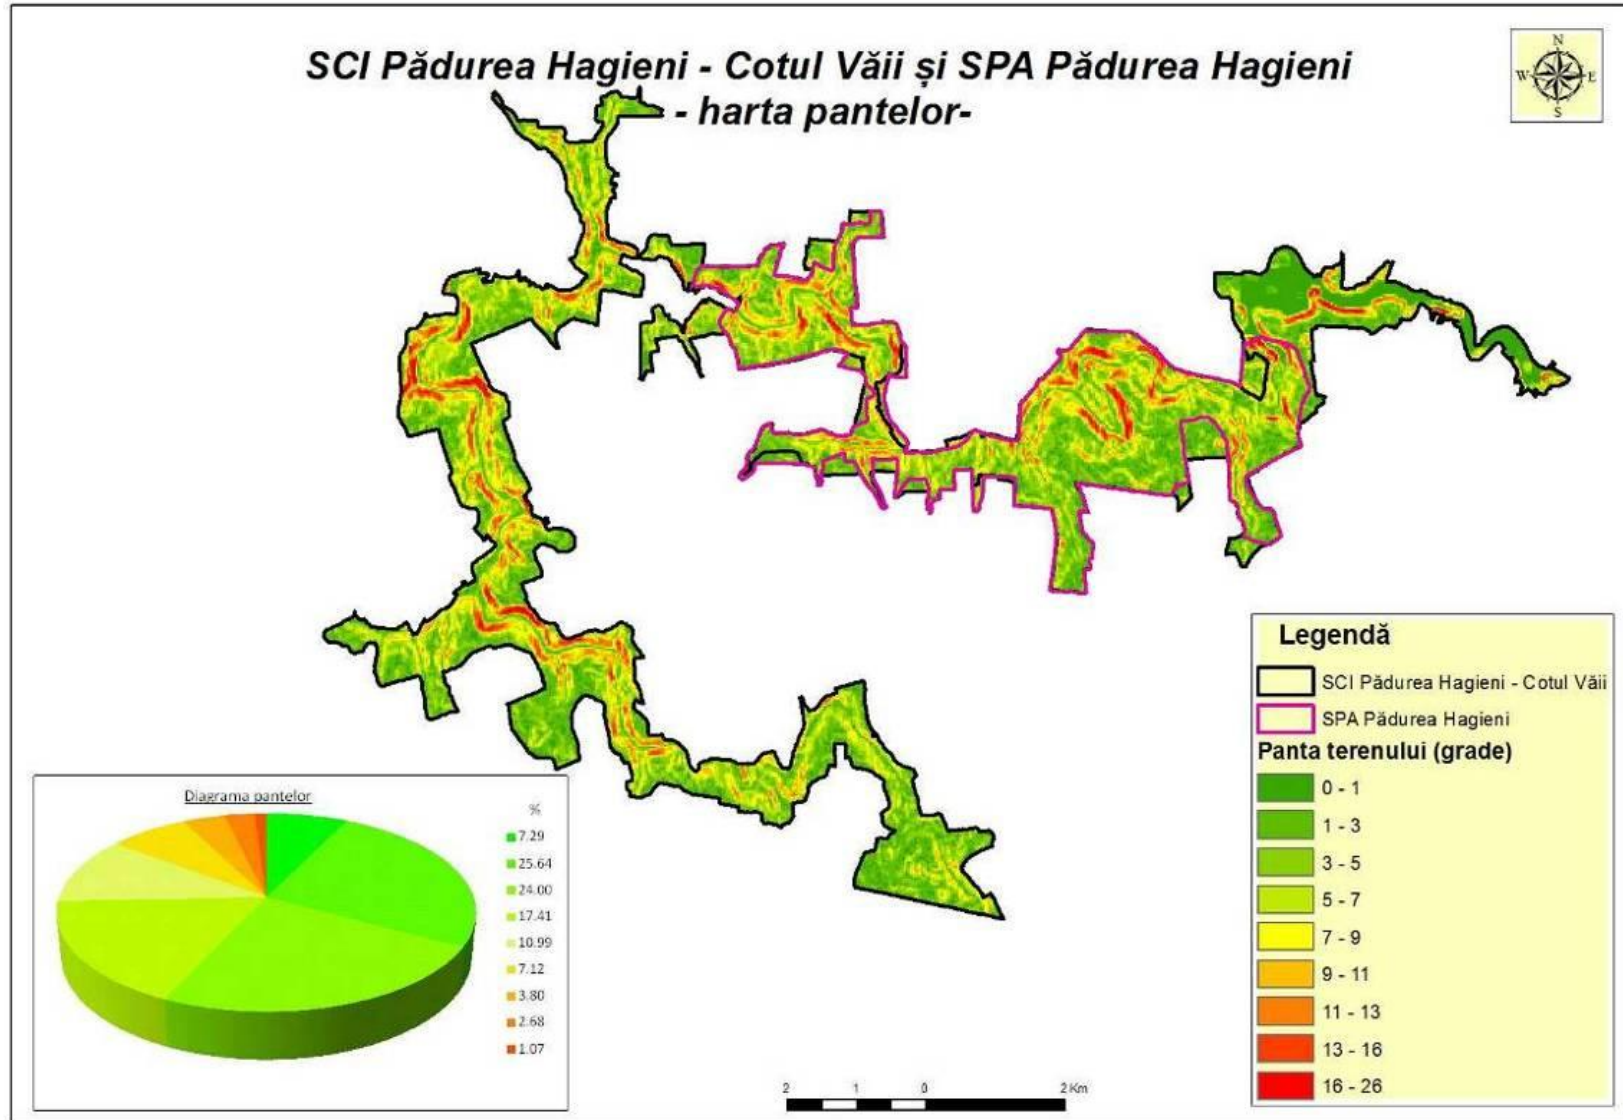 SCI Pădurea Hagieni - Cotul Văii și SPA Pădurea Hagieni
- harta pantelor-
N
W E
S
Legendă
SCI Pădurea Hagieni - Cotul Văii
SPA Pădurea Hagieni
Panta terenului (grade)
0 - 1
1 - 3
3 - 5
5 - 7
7 - 9
9 - 11
11 - 13
13 - 16
16 - 26
Diagrama pantelor
%
7.29
25.64
24.00
17.41
10.99
7.12
3.80
2.68
1.07
2 1 0 2 Km